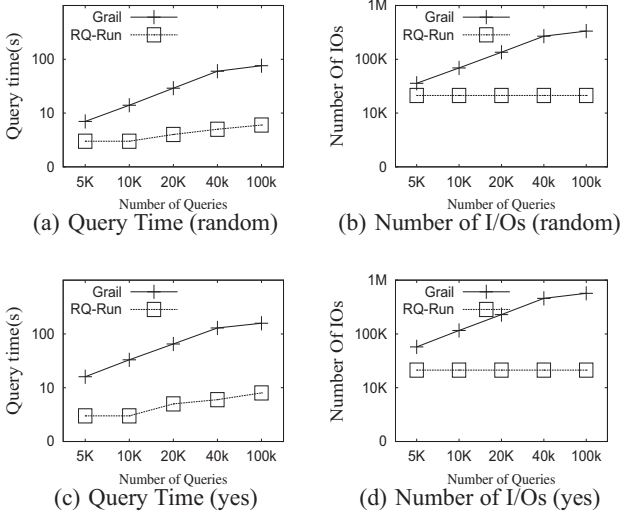 Query time(s)
100
10
0
Grail
RQ-Run
5K 10K 20K 40k 100k
Number of Queries
(a) Query Time (random)
Number Of IOs
1M
100K
10K
0
Grail
RQ-Run
5K 10K 20K 40k 100k
Number of Queries
(b) Number of I/Os (random)
Query time(s)
100
10
0
Grail
RQ-Run
5K 10K 20K 40k 100k
Number of Queries
(c) Query Time (yes)
Number Of IOs
1M
100K
10K
0
Grail
RQ-Run
5K 10K 20K 40k 100k
Number of Queries
(d) Number of I/Os (yes)